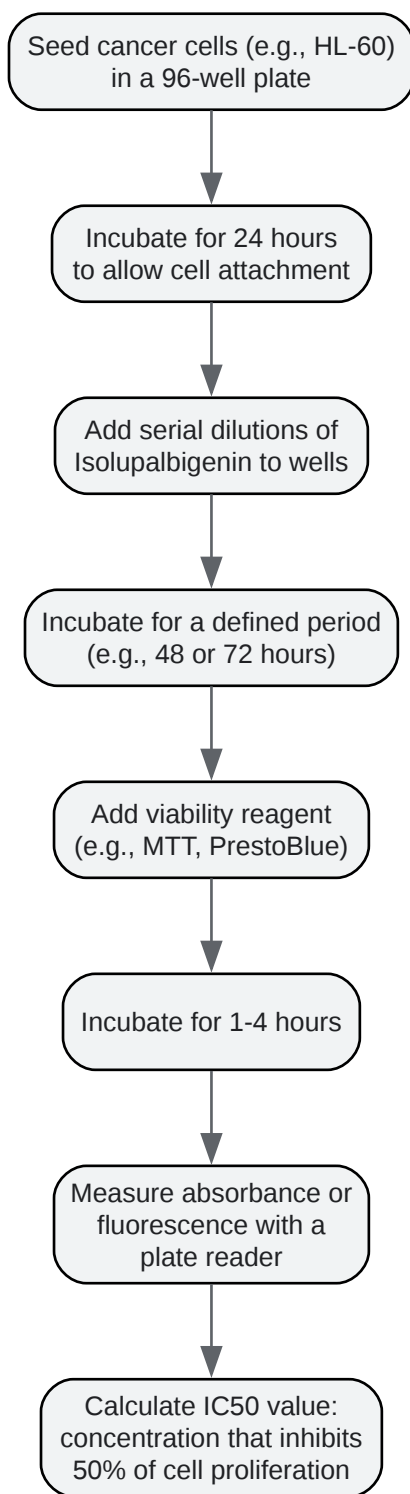 Seed cancer cells (e.g., HL-60)
in a 96-well plate
Incubate for 24 hours
to allow cell attachment
Add serial dilutions of
Isolupalbigenin to wells
Incubate for a defined period
(e.g., 48 or 72 hours)
Add viability reagent
(e.g., MTT, PrestoBlue)
Incubate for 1-4 hours
Measure absorbance or
fluorescence with a
plate reader
Calculate IC50 value:
concentration that inhibits
50% of cell proliferation